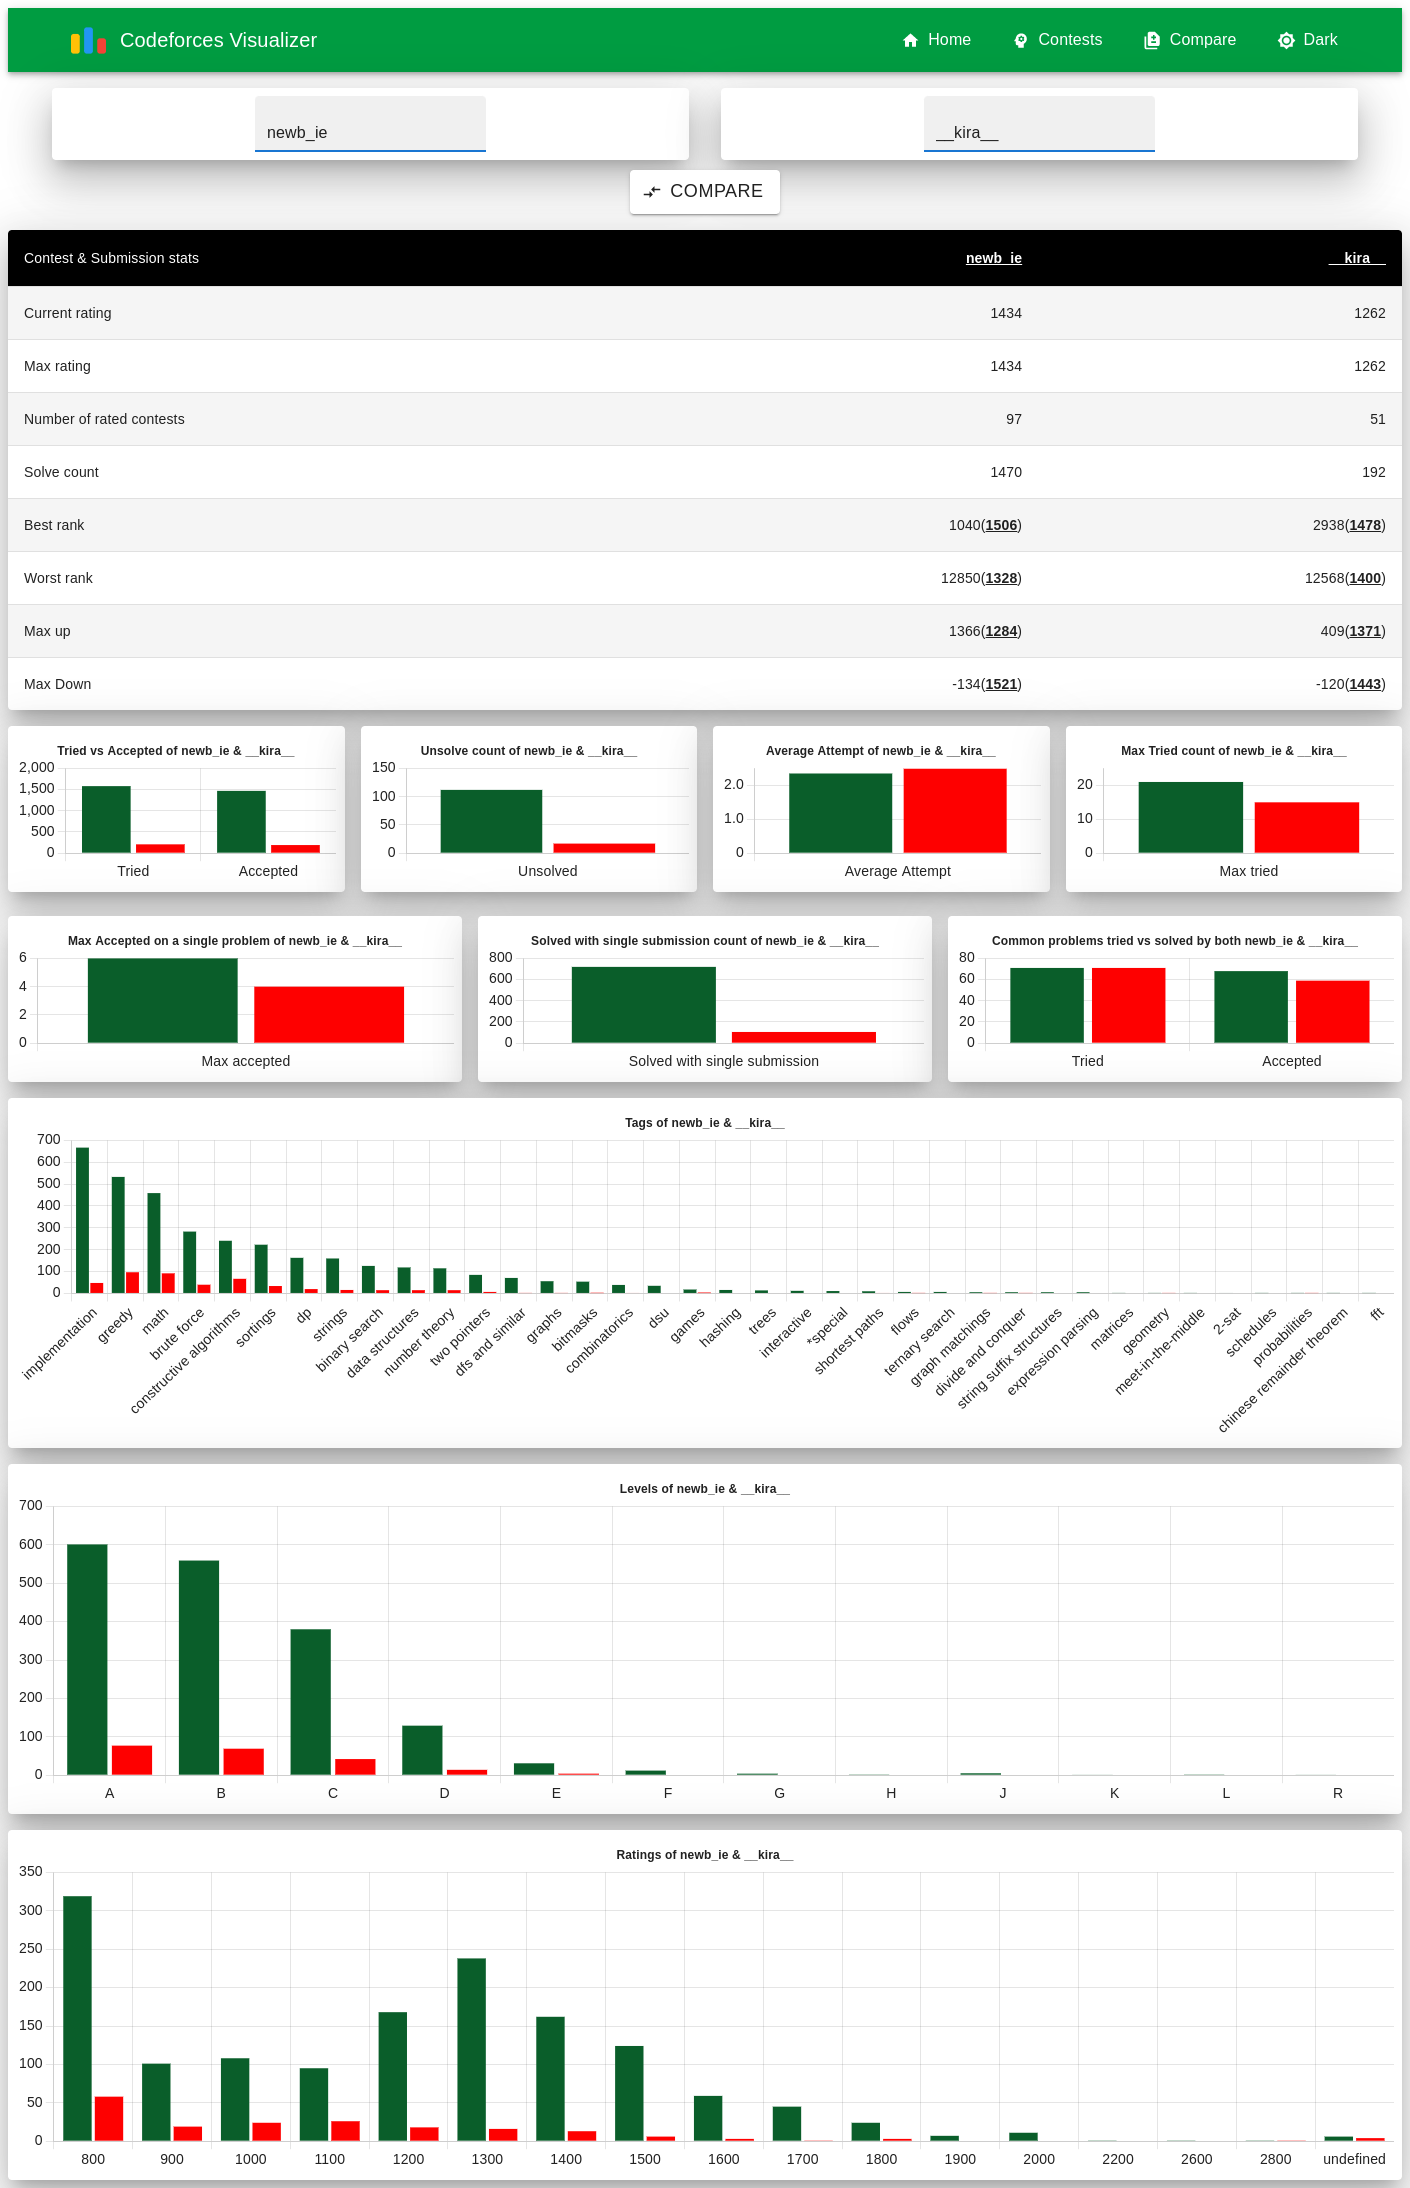 Codeforces Visualizer Home Contests Compare Dark
newb_ie __kira__
COMPARE
Contest & Submission stats newb_ie __kira__
Current rating 1434 1262
Max rating 1434 1262
Number of rated contests 97 51
Solve count 1470 192
Best rank 1040(1506) 2938(1478)
Worst rank 12850(1328) 12568(1400)
Max up 1366(1284) 409(1371)
Max Down -134(1521) -120(1443)
Tried vs Accepted of newb_ie & __kira__
2,000
1,500
1,000
500
0
Tried Accepted
Unsolve count of newb_ie & __kira__
150
100
50
0
Unsolved
Average Attempt of newb_ie & __kira__
2.0
1.0
0
Average Attempt
Max Tried count of newb_ie & __kira__
20
10
0
Max tried
Max Accepted on a single problem of newb_ie & __kira__
6
4
2
0
Max accepted
Solved with single submission count of newb_ie & __kira__
800
600
400
200
0
Solved with single submission
Common problems tried vs solved by both newb_ie & __kira__
80
60
40
20
0
Tried Accepted
Tags of newb_ie & __kira__
700
600
500
400
300
200
100
0
implementation
greedy
math
brute force
constructive algorithms
sortings
dp
strings
binary search
data structures
number theory
two pointers
dfs and similar
graphs
bitmasks
combinatorics
dsu
games
hashing
trees
interactive
*special
shortest paths
flows
ternary search
graph matchings
divide and conquer
string suffix structures
expression parsing
matrices
geometry
meet-in-the-middle
2-sat
schedules
probabilities
chinese remainder theorem
fft
Levels of newb_ie & __kira__
700
600
500
400
300
200
100
0
A B C D E F G H J K L R
Ratings of newb_ie & __kira__
350
300
250
200
150
100
50
0
800 900 1000 1100 1200 1300 1400 1500 1600 1700 1800 1900 2000 2200 2600 2800 undefined